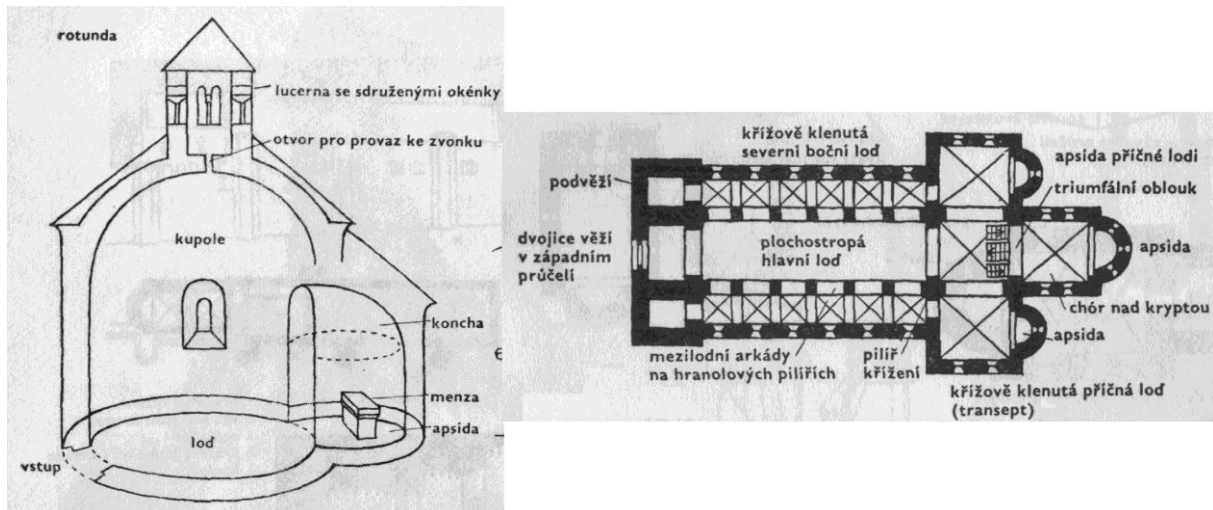 rotunda
lucerna se sdruženými okénky
otvor pro provaz ke zvonku
kupole
koncha
menza
apsida
loď
vstup
křížově klenutá
severni boční loď
podvěží
dvojice věží
v západním
průčelí
plochostropá
hlavní loď
apsida příčné lodi
triumfální oblouk
apsida
chór nad kryptou
apsida
mezilodní arkády
na hranolových pilířích
pilíř
křížení
křížově klenutá příčná loď
(transept)